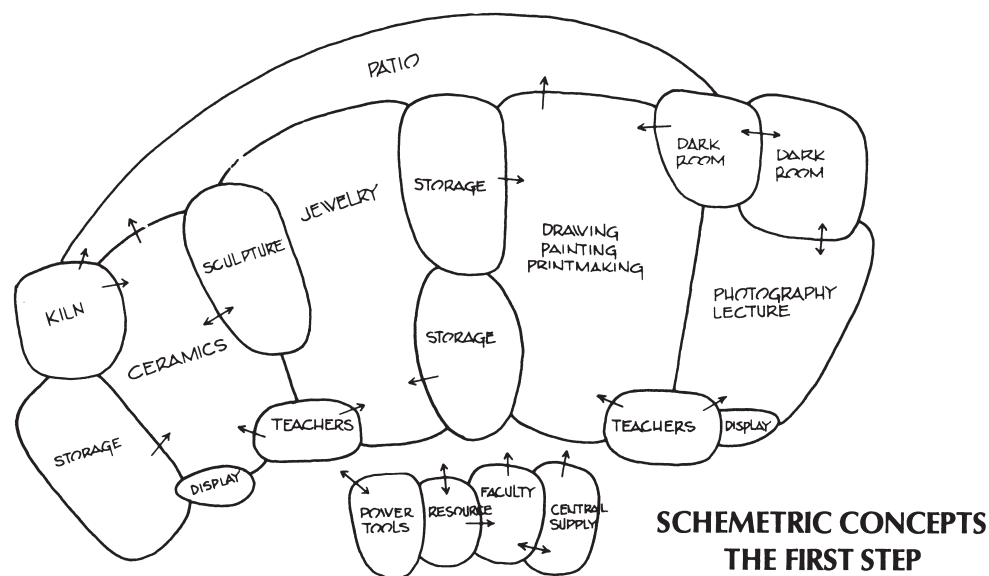 PATIO
DARK
ROOM
DARK
ROOM
STORAGE
JEWELRY
DRAWING
PAINTING
PRINTMAKING
SCULPTURE
KILN
PHOTOGRAPHY
LECTURE
STORAGE
CERAMICS
TEACHERS
TEACHERS
DISPLAY
STORAGE
DISPLAY
POWER
TOOLS
RESOURCE
FACULTY
CENTRAL
SUPPLY
SCHEMETRIC CONCEPTS
THE FIRST STEP